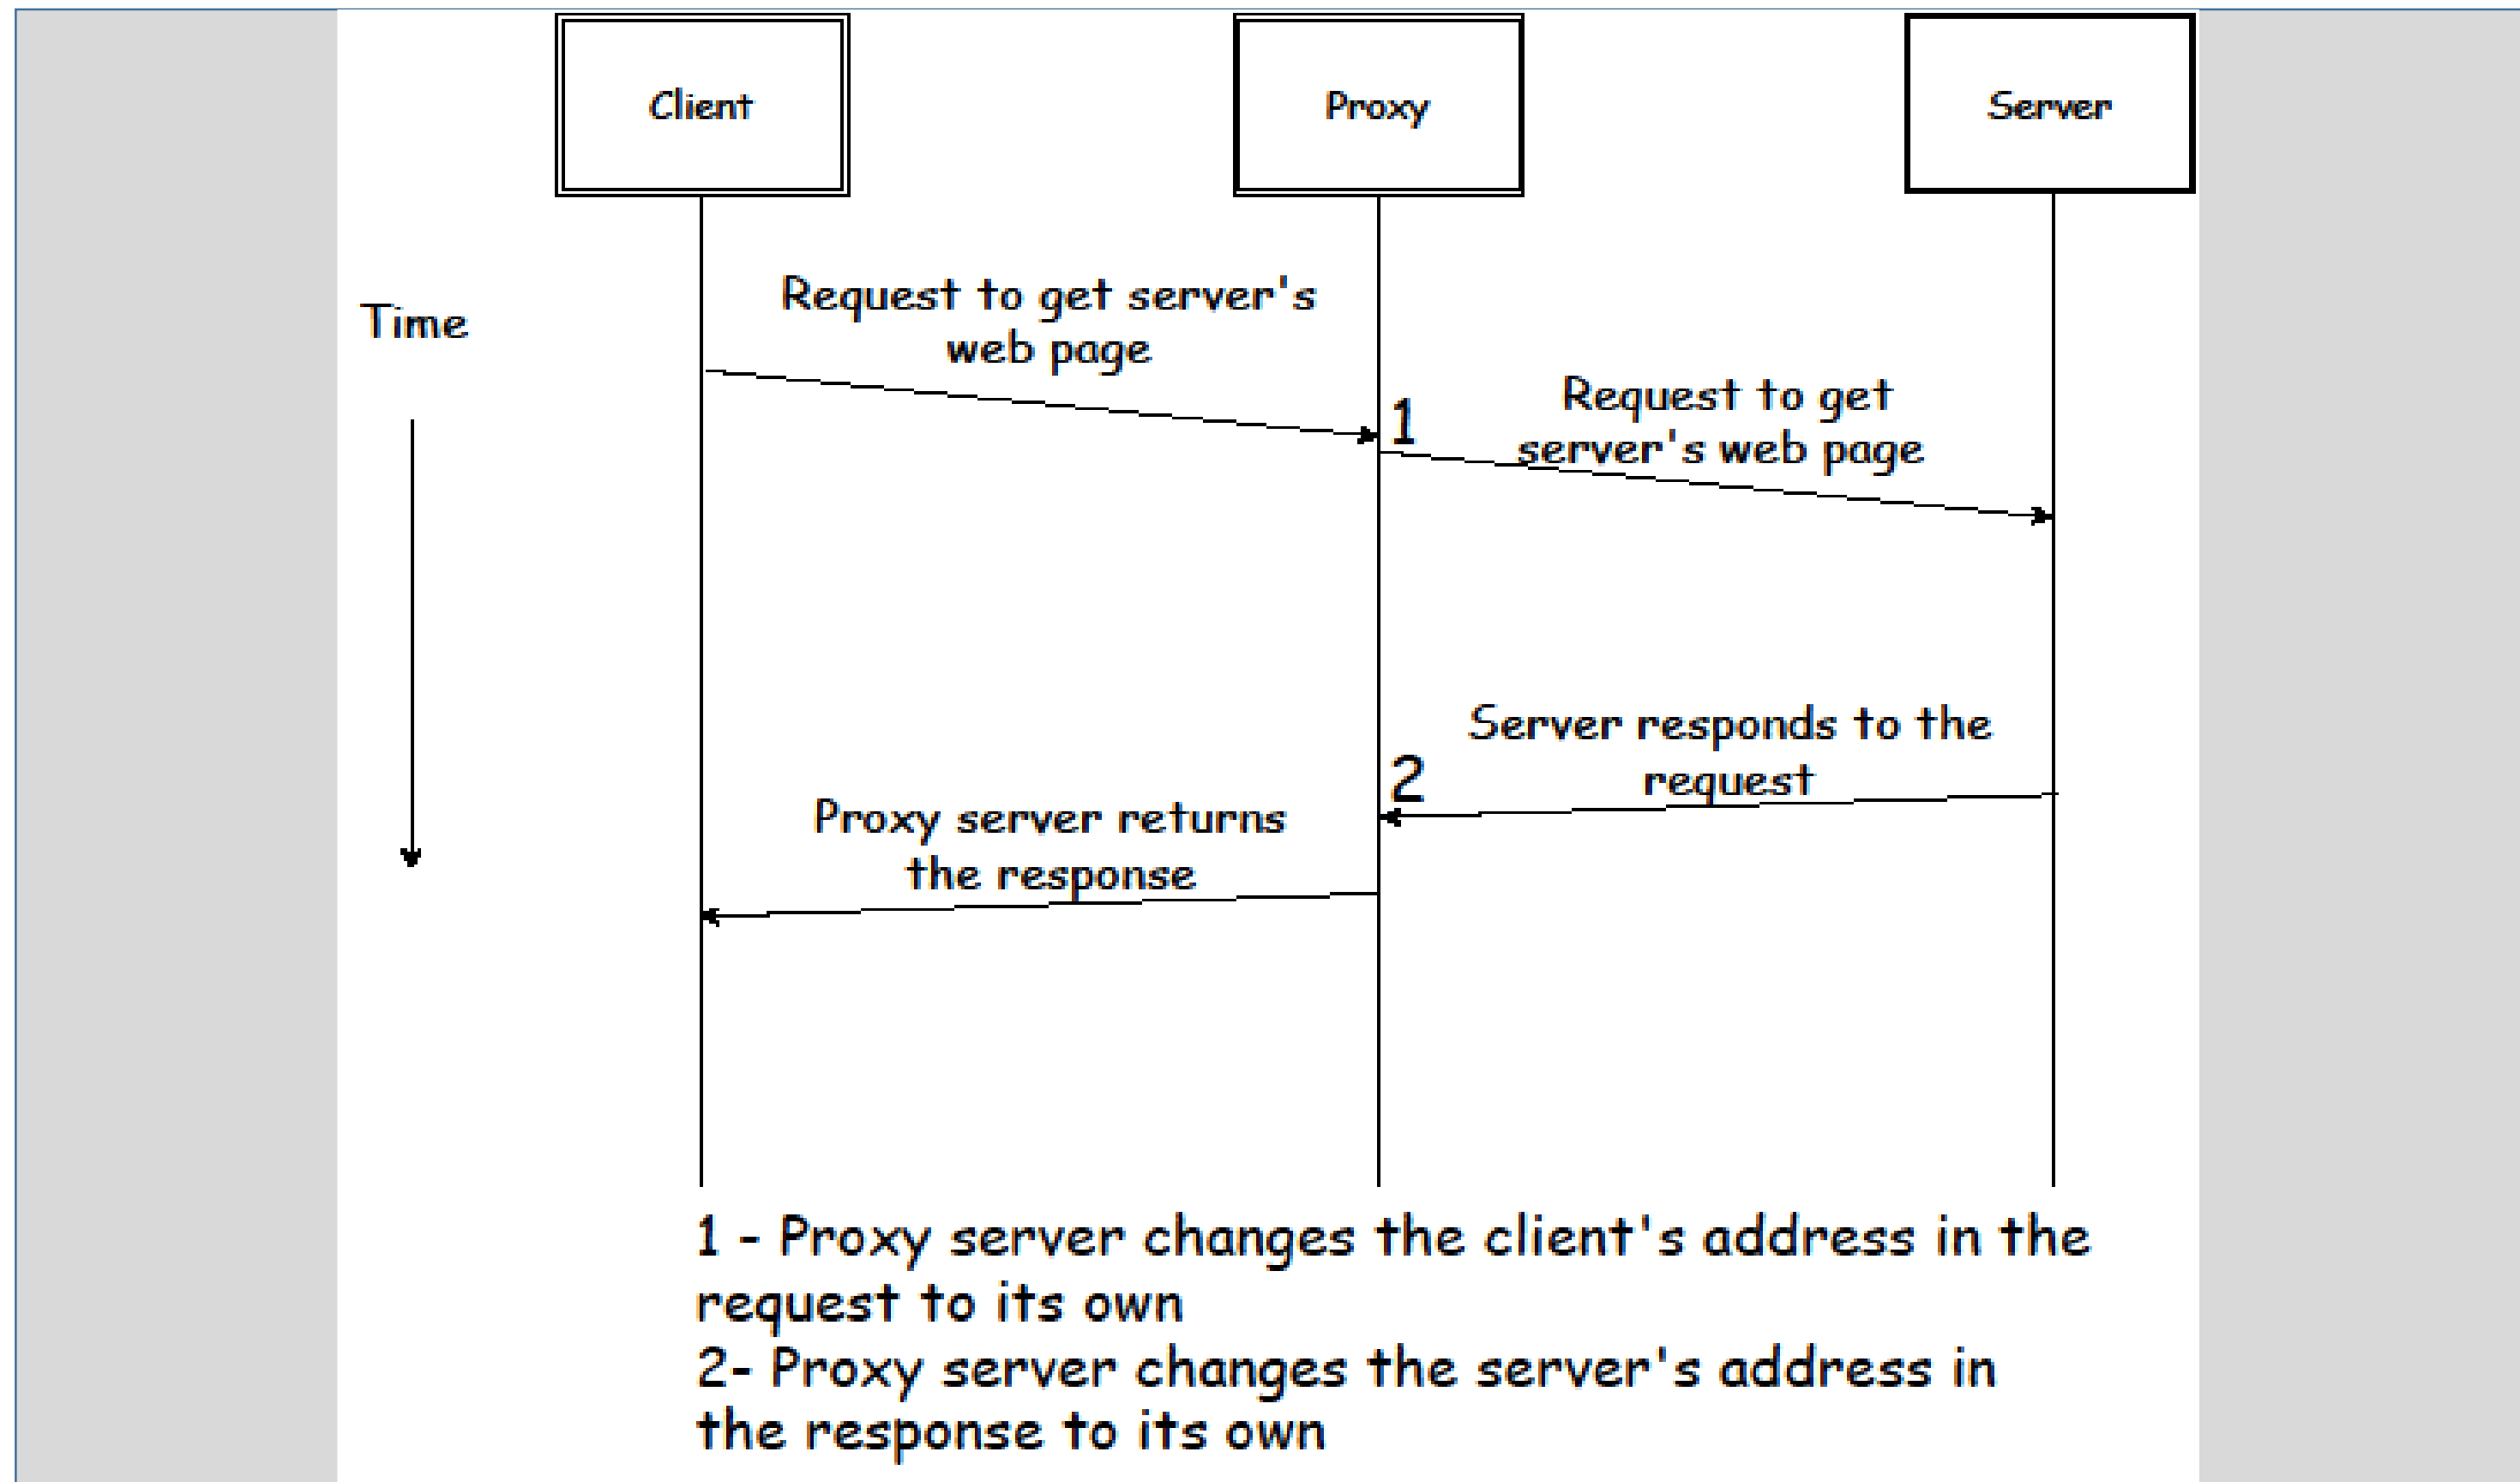 Client
Proxy
Server
Time
Request to get server's
web page
1
Request to get
server's web page
Server responds to the
request
2
Proxy server returns
the response
1 - Proxy server changes the client's address in the
request to its own
2- Proxy server changes the server's address in
the response to its own